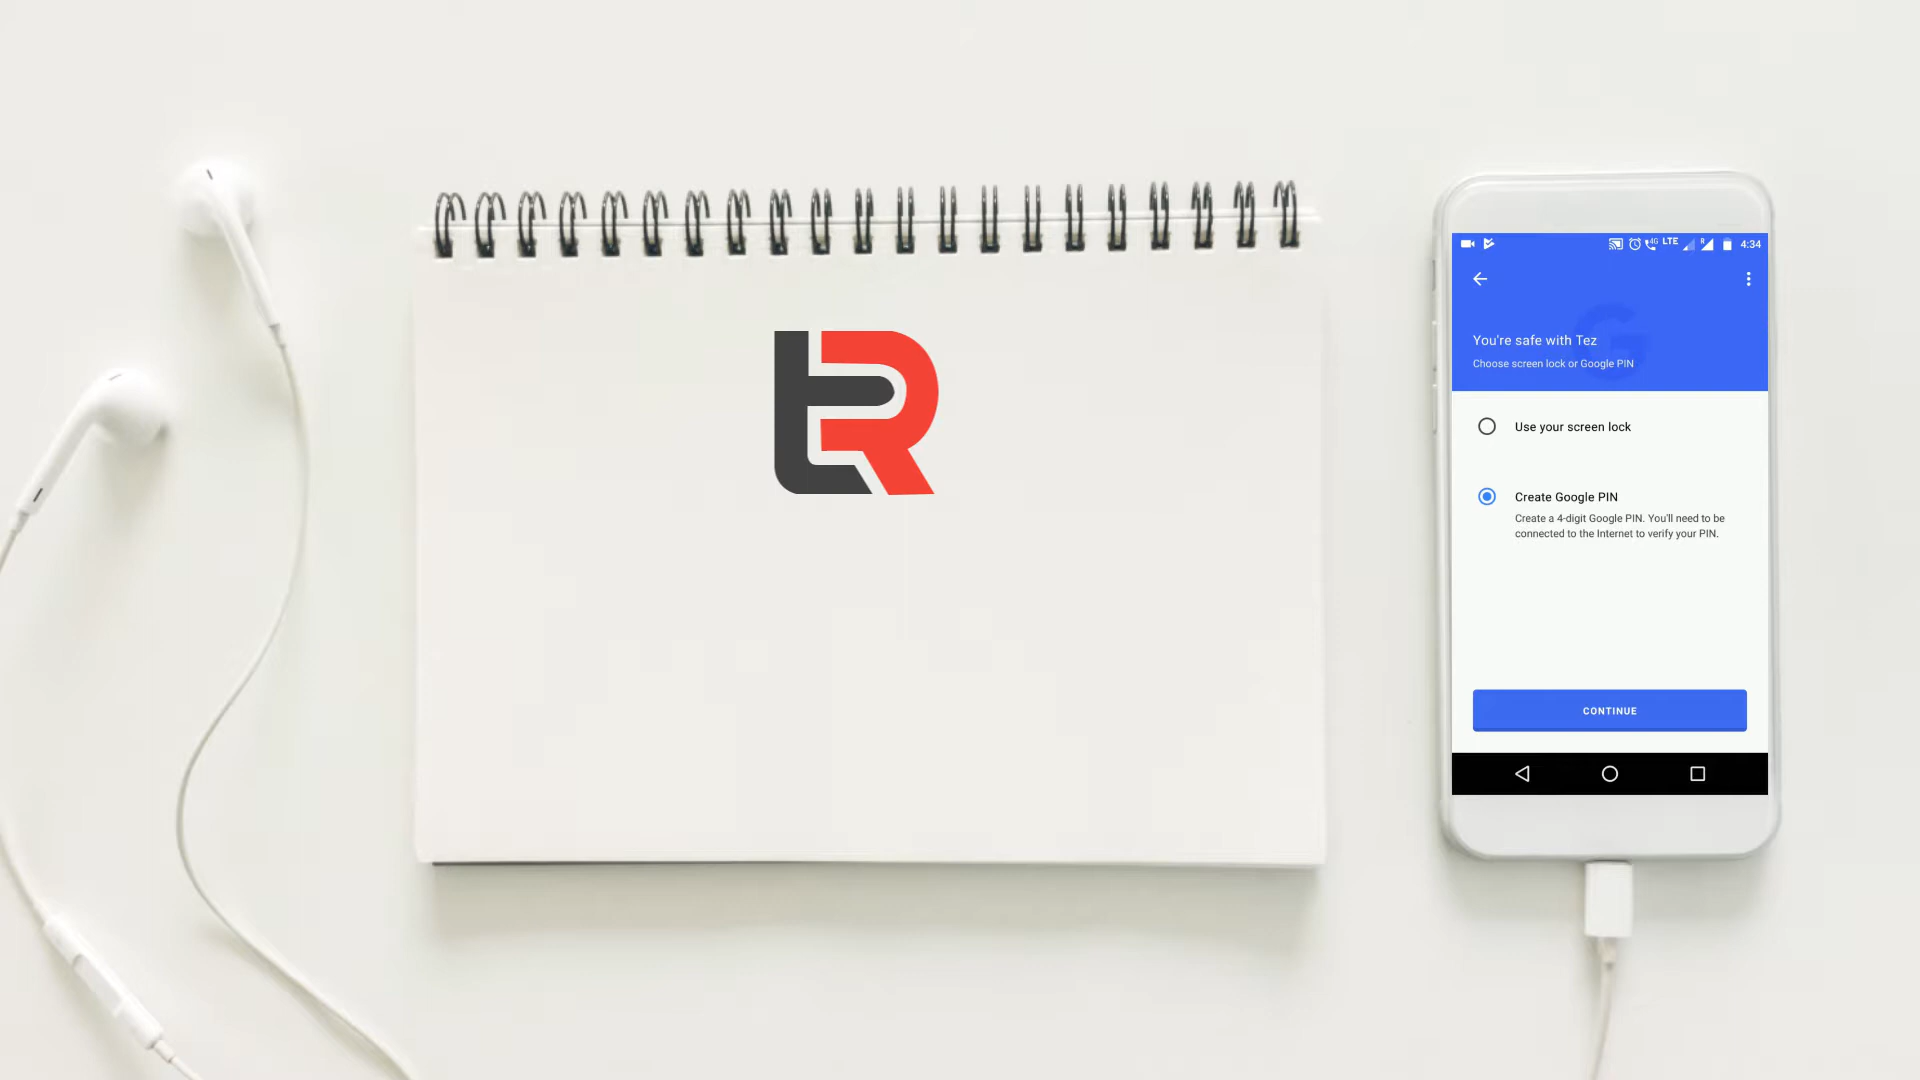 tR
4G LTE R 4:34
You're safe with Tez
Choose screen lock or Google PIN
Use your screen lock
Create Google PIN
Create a 4-digit Google PIN. You'll need to be
connected to the Internet to verify your PIN.
CONTINUE